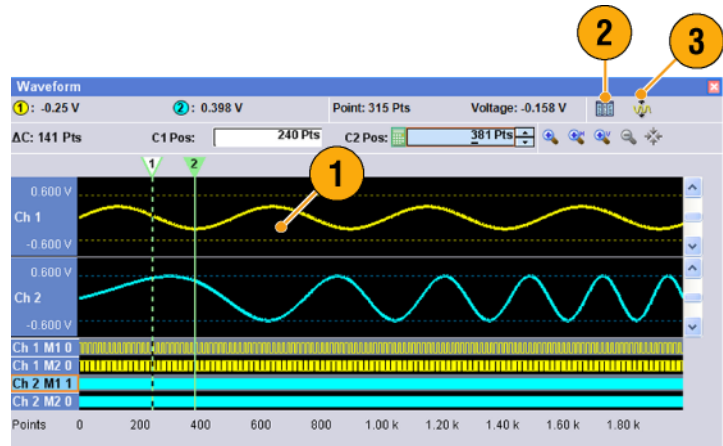 2
3
Waveform
1: -0.25 V 2: 0.398 V Point: 315 Pts Voltage: -0.158 V
ΔC: 141 Pts C1 Pos: 240 Pts C2 Pos: 381 Pts
1 2
1
0.600 V
Ch 1
-0.600 V
0.600 V
Ch 2
-0.600 V
Ch 1 M1 0
Ch 1 M2 0
Ch 2 M1 1
Ch 2 M2 0
Points 0 200 400 600 800 1.00 k 1.20 k 1.40 k 1.60 k 1.80 k